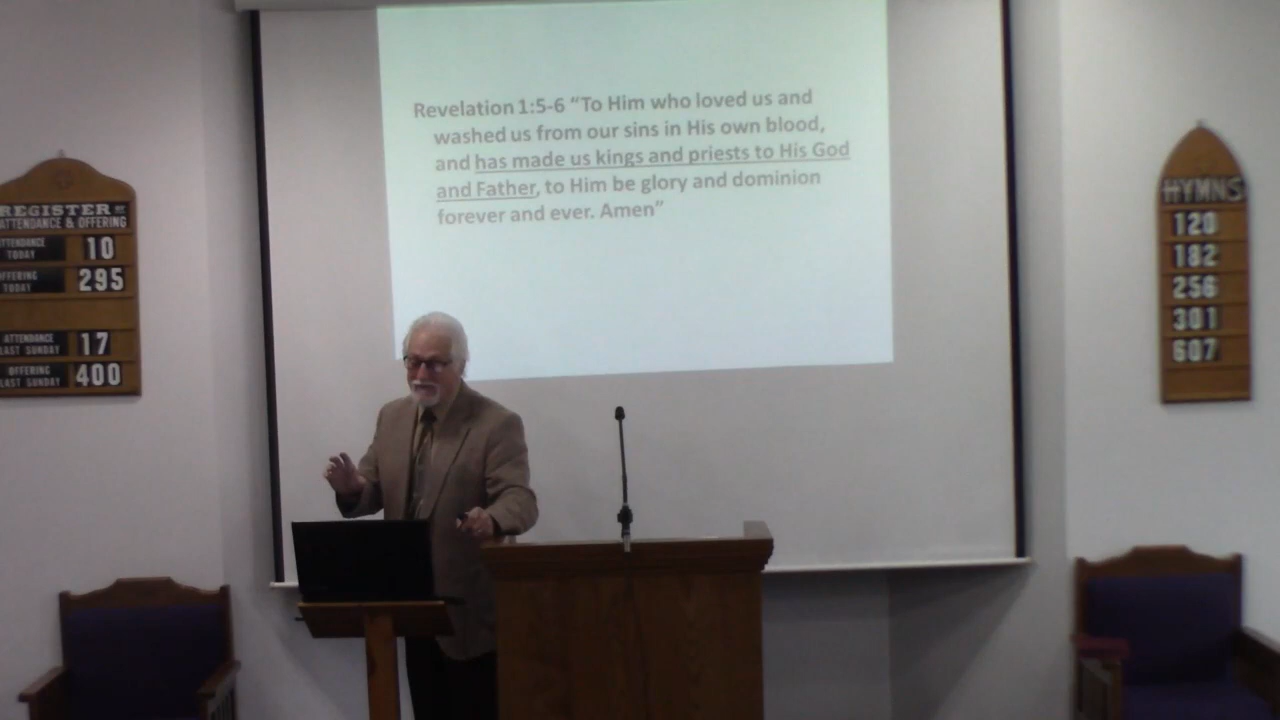 Revelation 1:5-6 “To Him who loved us and
washed us from our sins in His own blood,
and has made us kings and priests to His God
and Father, to Him be glory and dominion
forever and ever. Amen”
REGISTER OF
ATTENDANCE & OFFERING
ATTENDANCE
TODAY 10
OFFERING
TODAY 295
ATTENDANCE
LAST SUNDAY 17
OFFERING
LAST SUNDAY 400
HYMNS
120
182
256
301
607